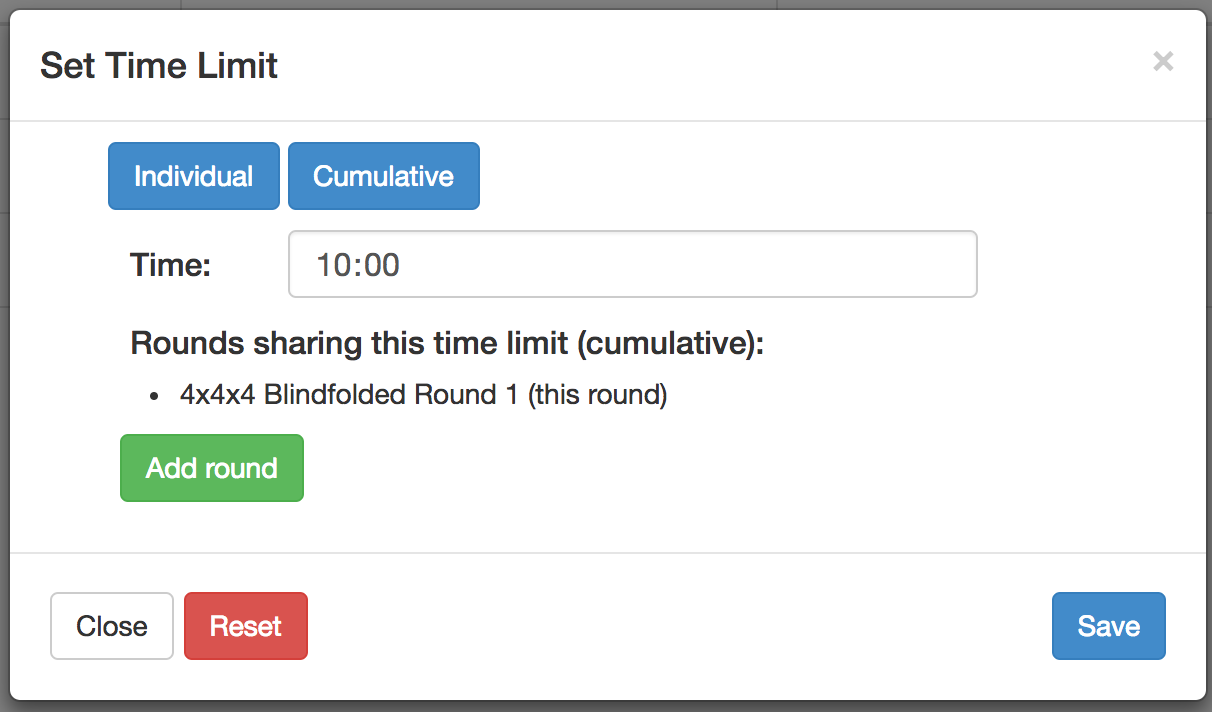 Set Time Limit ×
Individual Cumulative
Time: 10:00
Rounds sharing this time limit (cumulative):
• 4x4x4 Blindfolded Round 1 (this round)
Add round
Close Reset Save